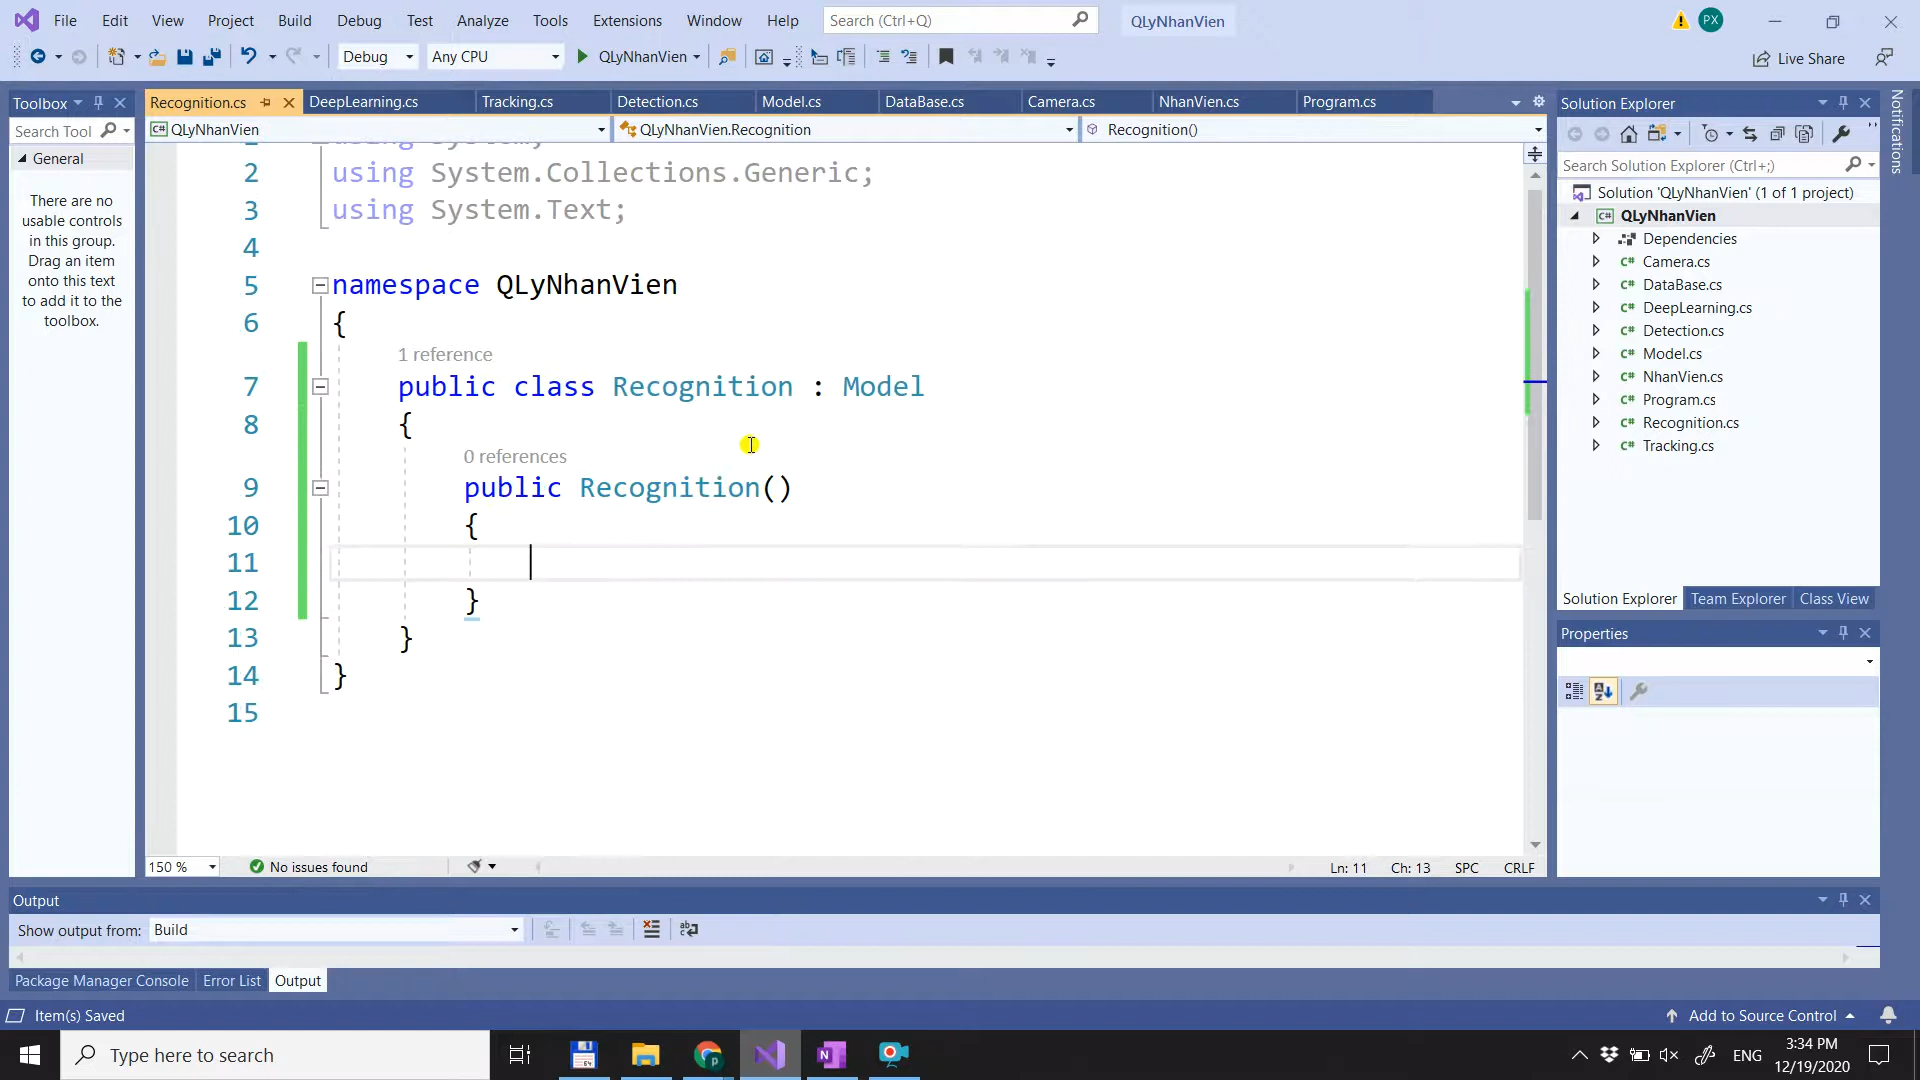 File Edit View Project Build Debug Test Analyze Tools Extensions Window Help Search (Ctrl+Q) QLyNhanVien PX
Debug Any CPU QLyNhanVien Live Share
Toolbox
Search Tool
General
There are no
usable controls
in this group.
Drag an item
onto this text
to add it to the
toolbox.
Recognition.cs DeepLearning.cs Tracking.cs Detection.cs Model.cs DataBase.cs Camera.cs NhanVien.cs Program.cs
C# QLyNhanVien QLyNhanVien.Recognition Recognition()
1 using System;
2 using System.Collections.Generic;
3 using System.Text;
4
5 namespace QLyNhanVien
6 {
1 reference
7 public class Recognition : Model
8 {
0 references
9 public Recognition()
10 {
11
12 }
13 }
14 }
15
150 % No issues found Ln: 11 Ch: 13 SPC CRLF
Solution Explorer
Search Solution Explorer (Ctrl+;)
Solution 'QLyNhanVien' (1 of 1 project)
C# QLyNhanVien
Dependencies
C# Camera.cs
C# DataBase.cs
C# DeepLearning.cs
C# Detection.cs
C# Model.cs
C# NhanVien.cs
C# Program.cs
C# Recognition.cs
C# Tracking.cs
Solution Explorer Team Explorer Class View
Properties
Notifications
Output
Show output from: Build
Package Manager Console Error List Output
Item(s) Saved Add to Source Control
Type here to search
ENG
3:34 PM
12/19/2020